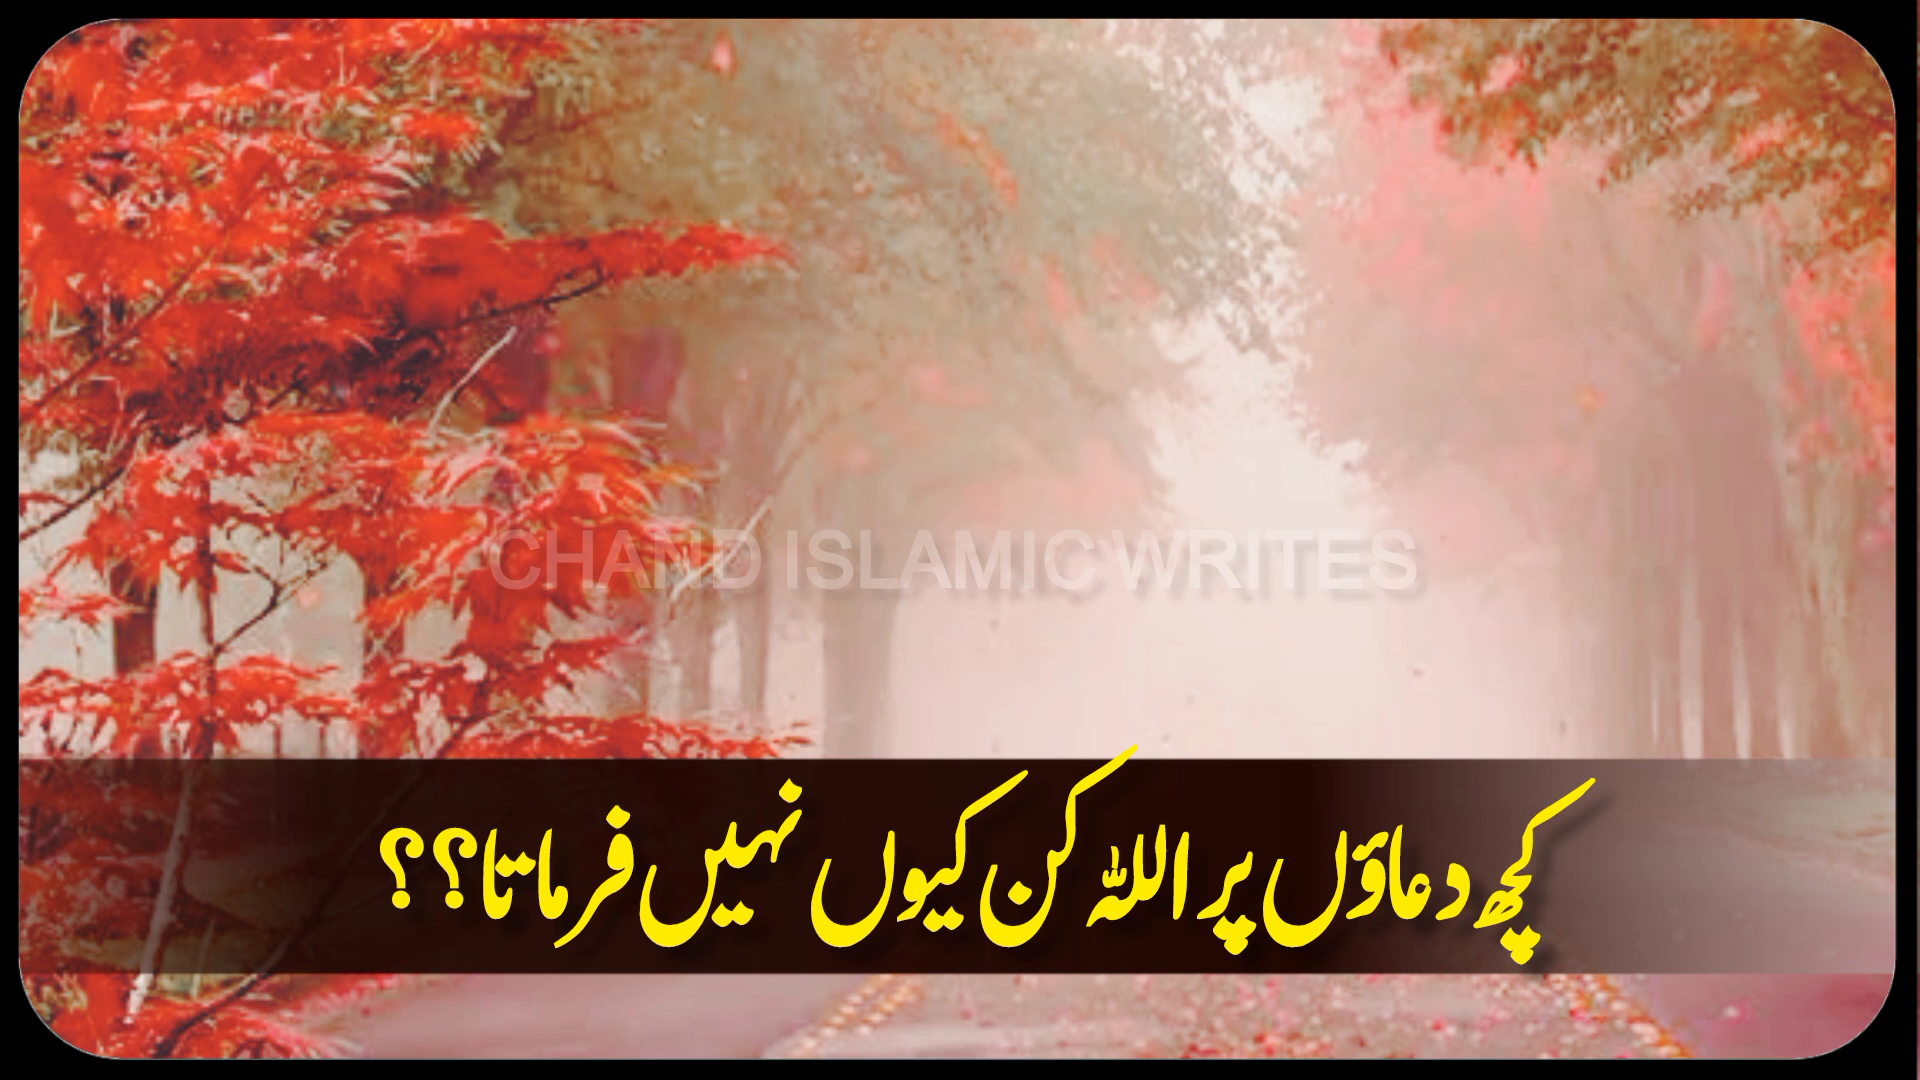 CHAND ISLAMIC WRITES
کچھ دعاؤں پر اللہ کن کیوں نہیں فرماتا؟؟